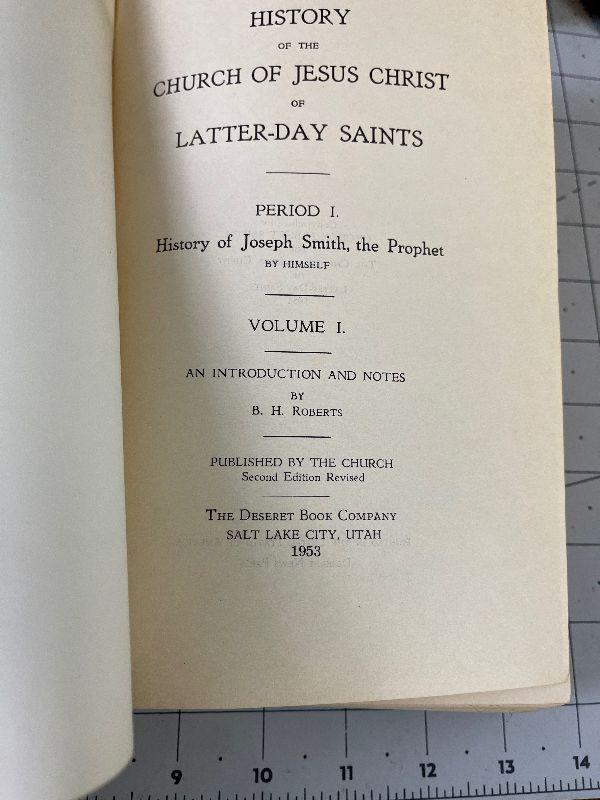 HISTORY
OF THE
CHURCH OF JESUS CHRIST
OF
LATTER-DAY SAINTS
PERIOD I.
History of Joseph Smith, the Prophet
BY HIMSELF
VOLUME I.
AN INTRODUCTION AND NOTES
BY
B. H. ROBERTS
PUBLISHED BY THE CHURCH
Second Edition Revised
THE DESERET BOOK COMPANY
SALT LAKE CITY, UTAH
1953
9 10 11 12 13 14